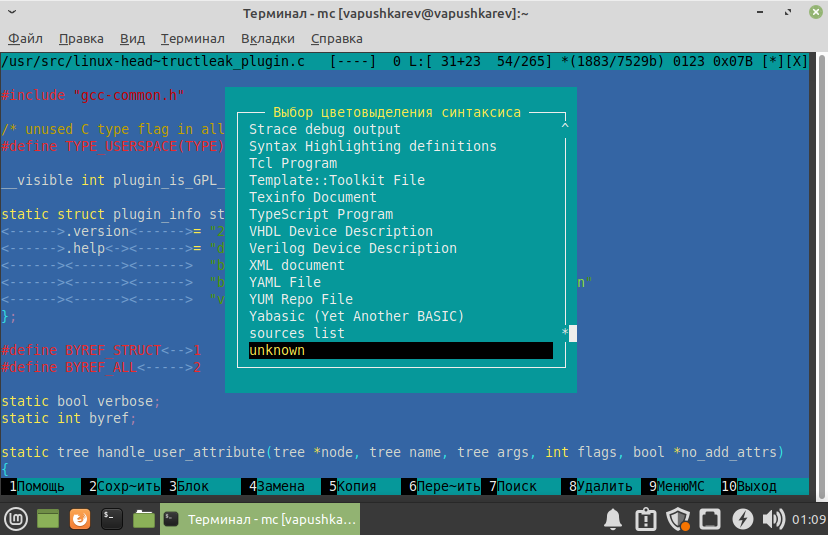 Терминал - mc [vapushkarev@vapushkarev]:~
Файл Правка Вид Терминал Вкладки Справка
/usr/src/linux-head~tructleak_plugin.c [----] 0 L:[ 31+23 54/265] *(1883/7529b) 0123 0x07B [*][X]
#include "gcc-common.h"
Выбор цветовыделения синтаксиса
Strace debug output ^
/* unused C type flag in all
#define TYPE_USERSPACE(TYPE)
Syntax Highlighting definitions
Tcl Program
__visible int plugin_is_GPL_
Template::Toolkit File
Texinfo Document
static struct plugin_info st
TypeScript Program
<------>.version<------>= "2
VHDL Device Description
<------>.help<-><------>= "d
Verilog Device Description
<------><------><------> "b
XML document
<------><------><------> "b
YAML File
n"
<------><------><------> "v
YUM Repo File
};
Yabasic (Yet Another BASIC)
sources list *
#define BYREF_STRUCT<-->1
unknown
#define BYREF_ALL<----->2
static bool verbose;
static int byref;
static tree handle_user_attribute(tree *node, tree name, tree args, int flags, bool *no_add_attrs)
{
1Помощь 2Сохр~ить 3Блок 4Замена 5Копия 6Пере~ить 7Поиск 8Удалить 9МенюMC 10Выход
Терминал - mc [vapushka... 01:09